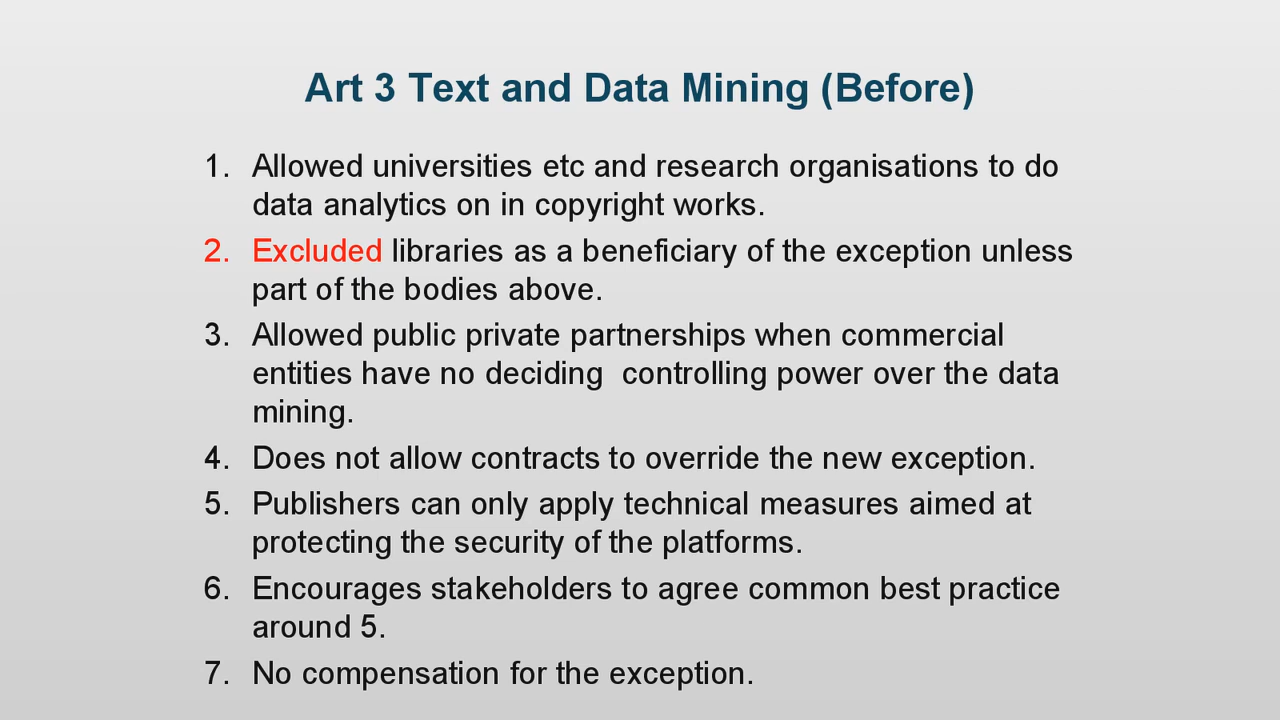 Art 3 Text and Data Mining (Before)
1. Allowed universities etc and research organisations to do
data analytics on in copyright works.
2. Excluded libraries as a beneficiary of the exception unless
part of the bodies above.
3. Allowed public private partnerships when commercial
entities have no deciding  controlling power over the data
mining.
4. Does not allow contracts to override the new exception.
5. Publishers can only apply technical measures aimed at
protecting the security of the platforms.
6. Encourages stakeholders to agree common best practice
around 5.
7. No compensation for the exception.